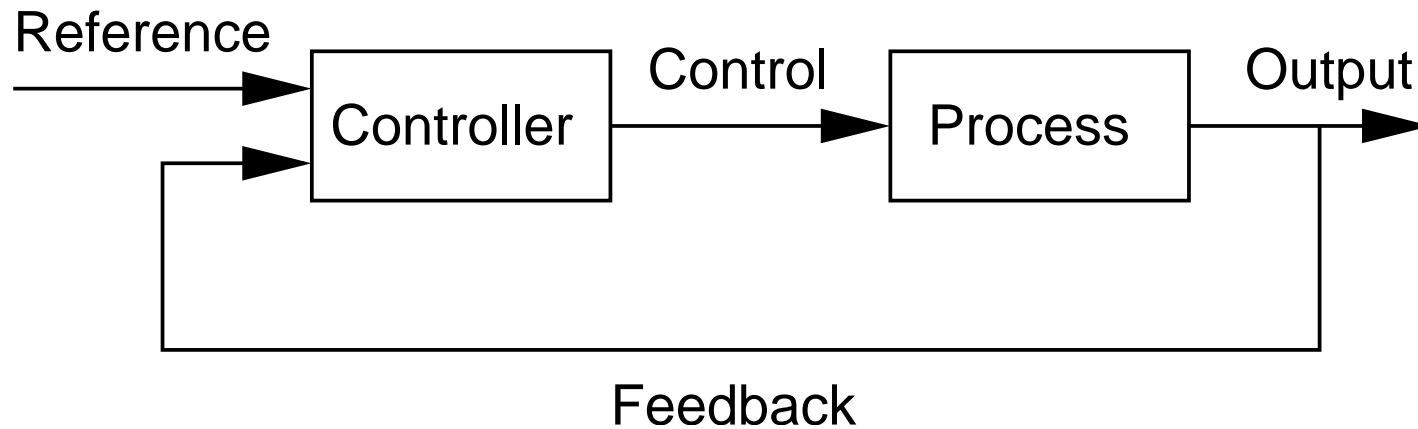 Reference
Control
Output
Controller
Process
Feedback